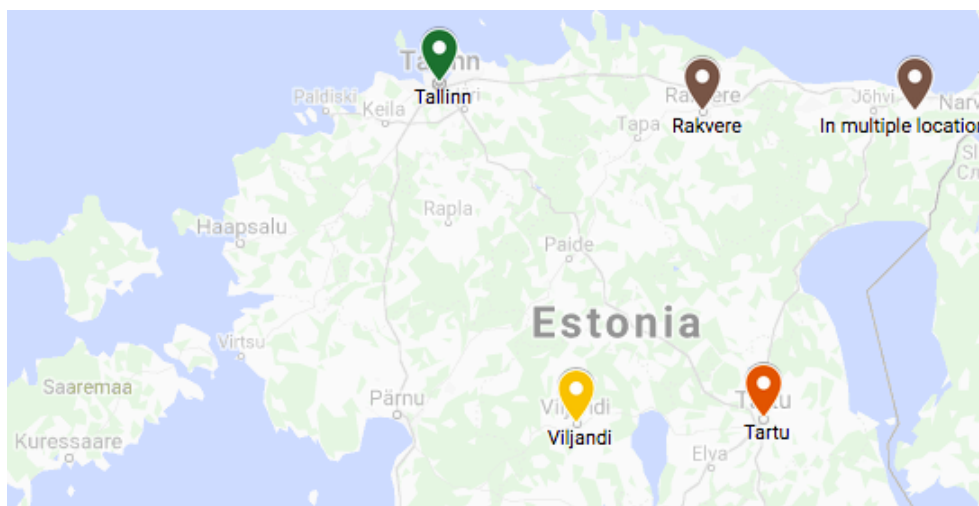 Tallinn
Tallinn
Paldiski
Keila
Rakvere
Rakvere
Jõhvi
In multiple location
Tapa
Rapla
Haapsalu
Paide
Estonia
Virtsu
Saaremaa
Pärnu
Viljandi
Viljandi
Tartu
Tartu
Kuressaare
Elva